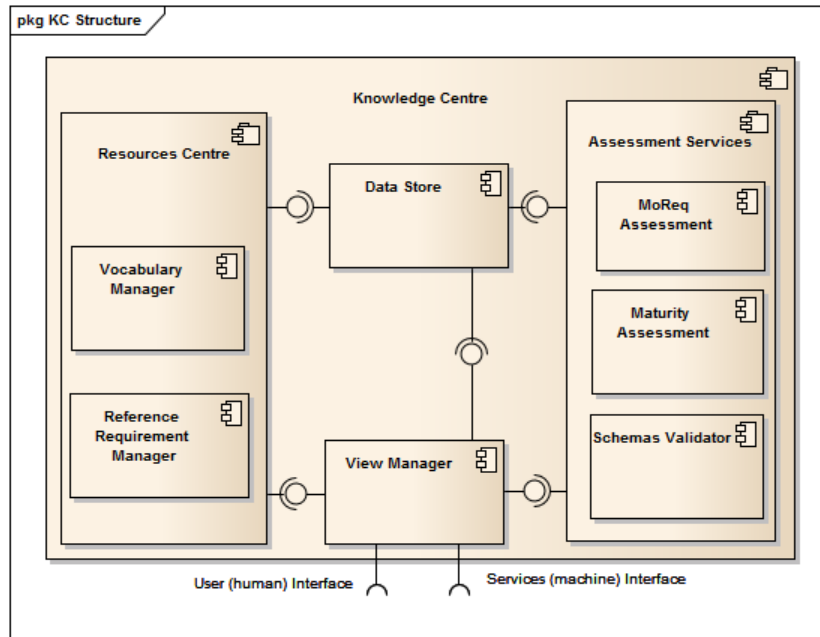 pkg KC Structure
Knowledge Centre
Resources Centre
Assessment Services
Data Store
MoReq
Assessment
Vocabulary
Manager
Maturity
Assessment
Reference
Requirement
Manager
View Manager
Schemas Validator
User (human) Interface
Services (machine) Interface